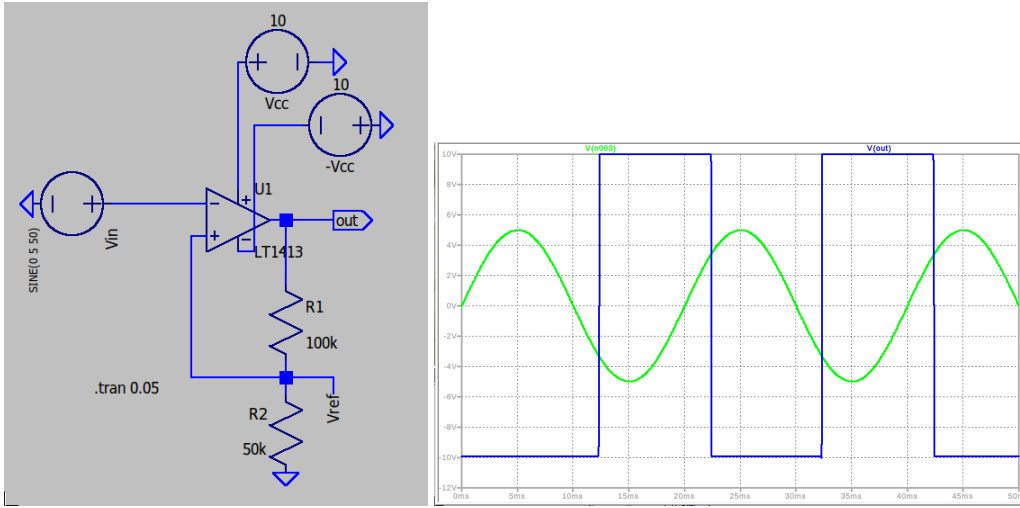 10
Vcc
10
-Vcc
U1
out
LT1413
Vin
SINE(0 5 50)
R1
100k
.tran 0.05
Vref
R2
50k
V(n003)
V(out)
10V
8V
6V
4V
2V
0V
-2V
-4V
-6V
-8V
-10V
-12V
0ms
5ms
10ms
15ms
20ms
25ms
30ms
35ms
40ms
45ms